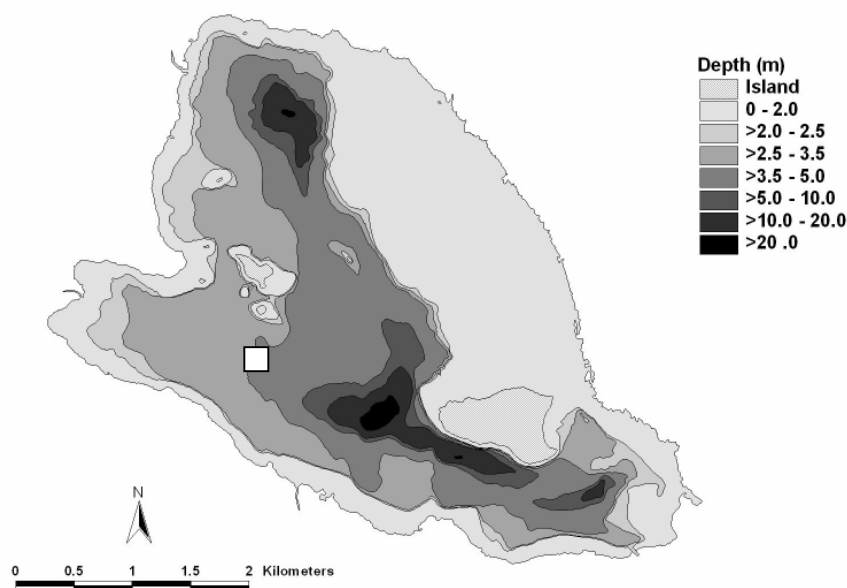 Depth (m)
Island
0 - 2.0
>2.0 - 2.5
>2.5 - 3.5
>3.5 - 5.0
>5.0 - 10.0
>10.0 - 20.0
>20 .0
N
0 0.5 1 1.5 2 Kilometers